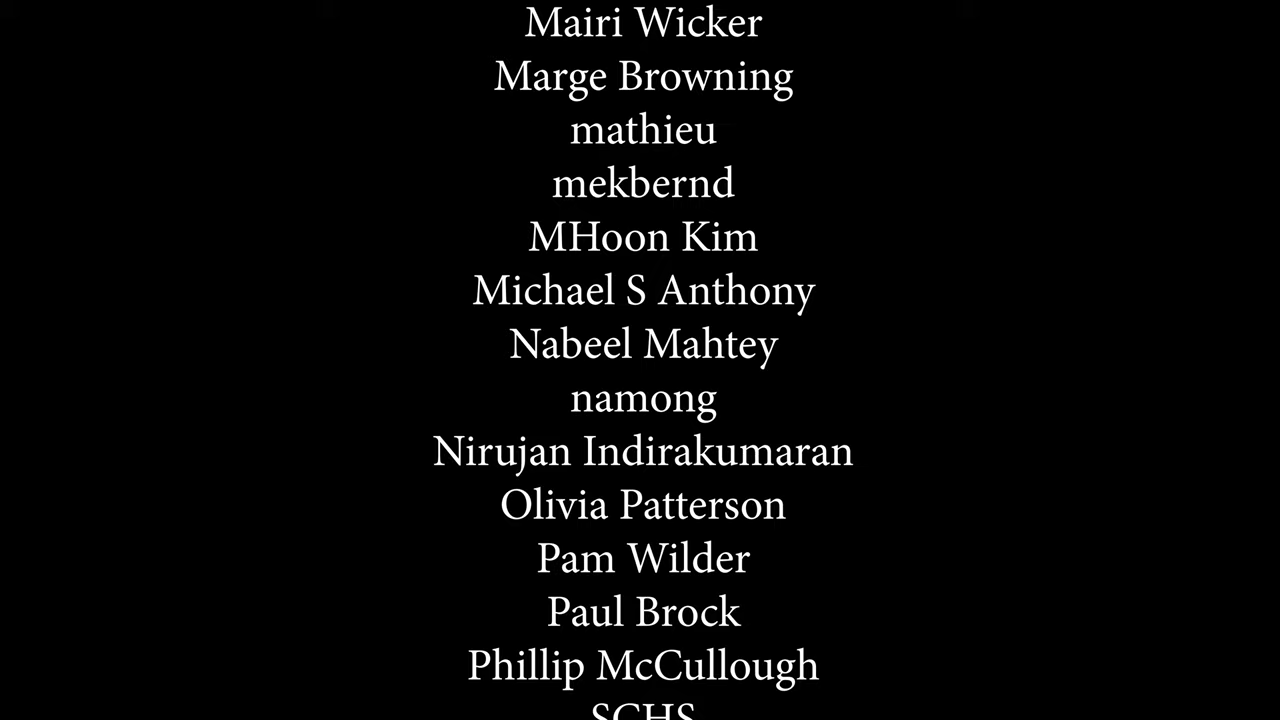 Mairi Wicker
Marge Browning
mathieu
mekbernd
MHoon Kim
Michael S Anthony
Nabeel Mahtey
namong
Nirujan Indirakumaran
Olivia Patterson
Pam Wilder
Paul Brock
Phillip McCullough
SCHS